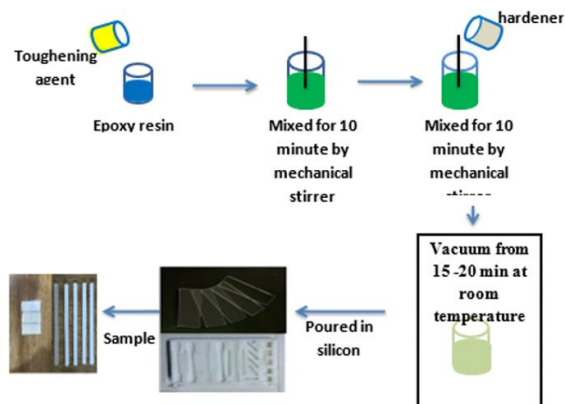 hardener
Toughening
agent
Epoxy resin
Mixed for 10
minute by
mechanical
stirrer
Mixed for 10
minute by
mechanical
Vacuum from
15 -20 min at
room
temperature
Sample
Poured in
silicon